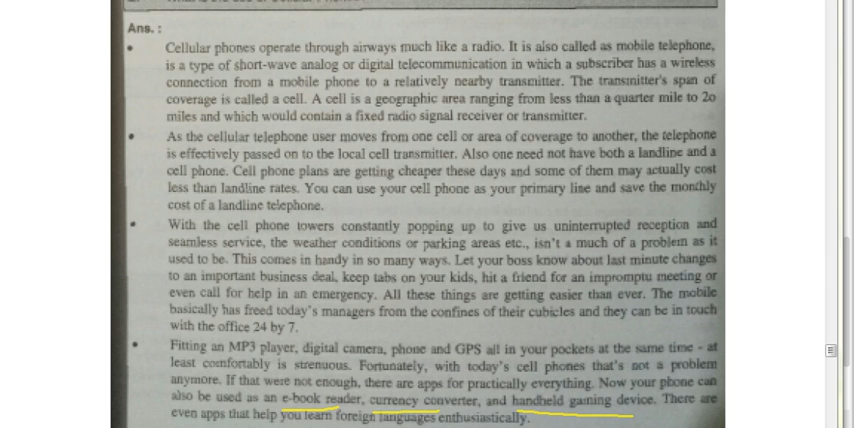 Ans. :
• Cellular phones operate through airways much like a radio. It is also called as mobile telephone,
is a type of short-wave analog or digital telecommunication in which a subscriber has a wireless
connection from a mobile phone to a relatively nearby transmitter. The transmitter's span of
coverage is called a cell. A cell is a geographic area ranging from less than a quarter mile to 20
miles and which would contain a fixed radio signal receiver or transmitter.
• As the cellular telephone user moves from one cell or area of coverage to another, the telephone
is effectively passed on to the local cell transmitter. Also one need not have both a landline and a
cell phone. Cell phone plans are getting cheaper these days and some of them may actually cost
less than landline rates. You can use your cell phone as your primary line and save the monthly
cost of a landline telephone.
• With the cell phone towers constantly popping up to give us uninterrupted reception and
seamless service, the weather conditions or parking areas etc., isn't a much of a problem as it
used to be. This comes in handy in so many ways. Let your boss know about last minute changes
to an important business deal, keep tabs on your kids, hit a friend for an impromptu meeting or
even call for help in an emergency. All these things are getting easier than ever. The mobile
basically has freed today's managers from the confines of their cubicles and they can be in touch
with the office 24 by 7.
• Fitting an MP3 player, digital camera, phone and GPS all in your pockets at the same time - at
least comfortably is strenuous. Fortunately, with today's cell phones that's not a problem
anymore. If that were not enough, there are apps for practically everything. Now your phone can
also be used as an e-book reader, currency converter, and handheld gaming device. There are
even apps that help you learn foreign languages enthusiastically.